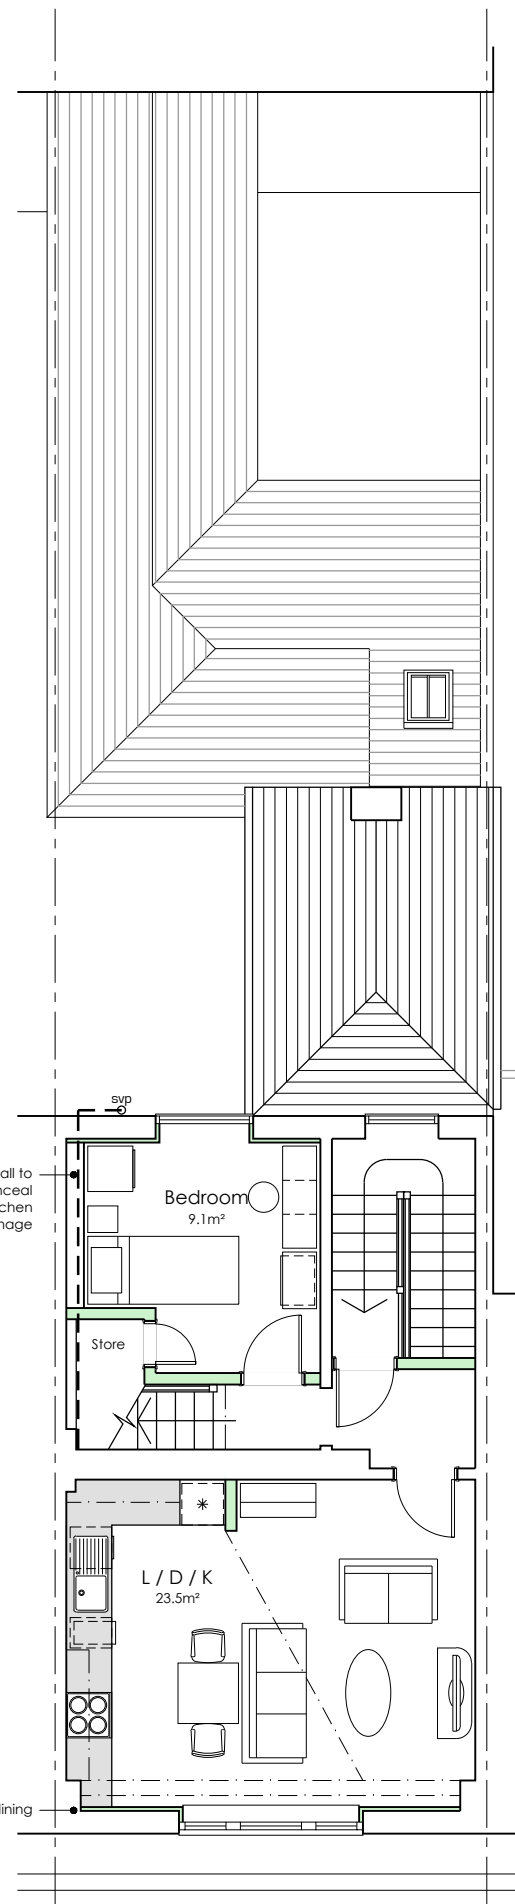 svp
all to
nceal
chen
nage
Bedroom
9.1m²
Store
L / D / K
23.5m²
lining